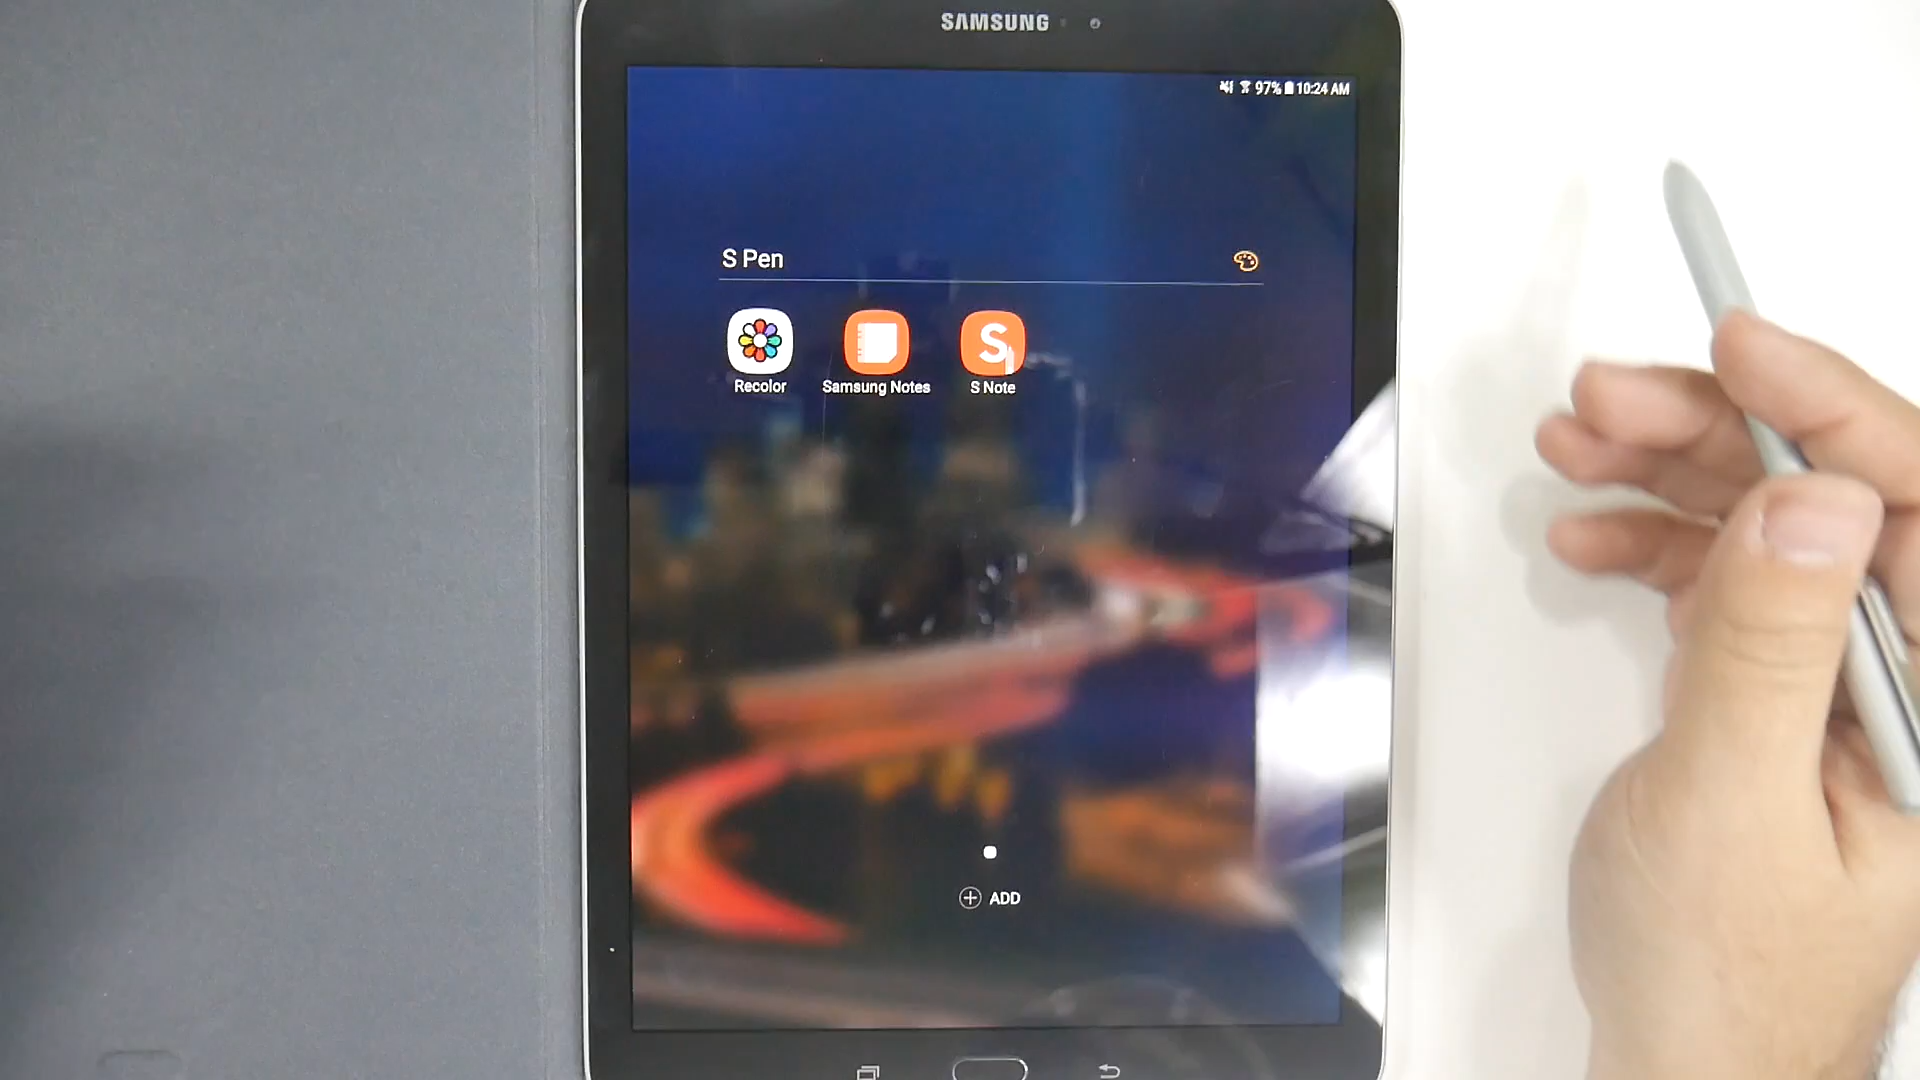 SAMSUNG
97% 10:24 AM
S Pen
Recolor
Samsung Notes
S Note
ADD